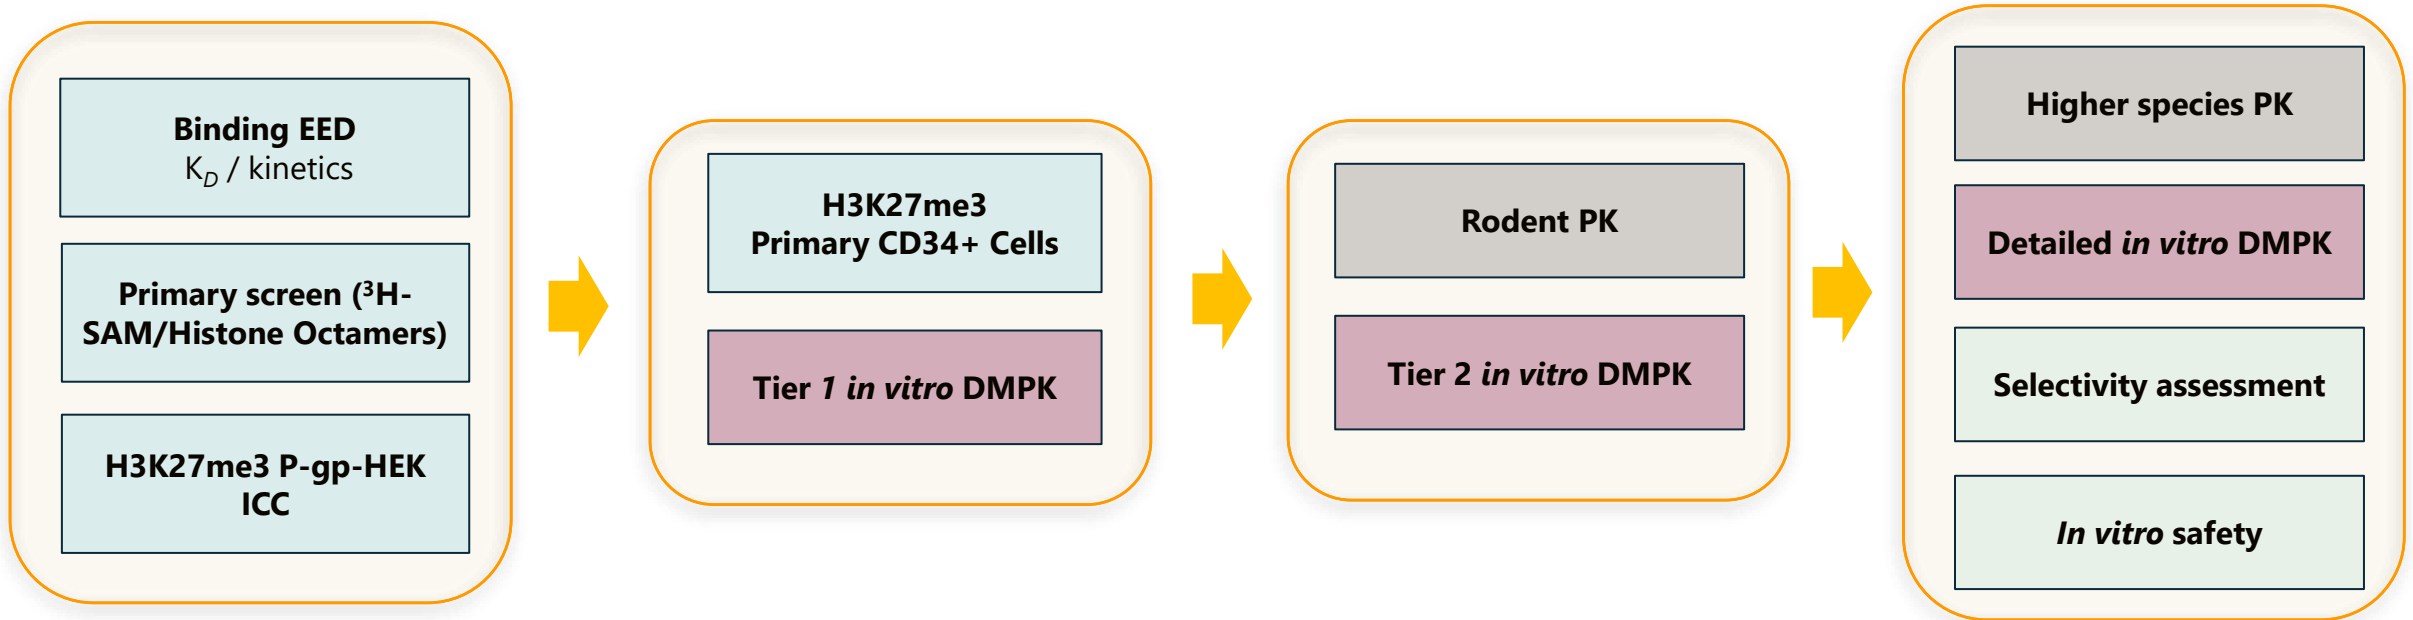 Binding EED
K_D / kinetics
Primary screen (³H-
SAM/Histone Octamers)
H3K27me3 P-gp-HEK
ICC
H3K27me3
Primary CD34+ Cells
Tier 1 in vitro DMPK
Rodent PK
Tier 2 in vitro DMPK
Higher species PK
Detailed in vitro DMPK
Selectivity assessment
In vitro safety